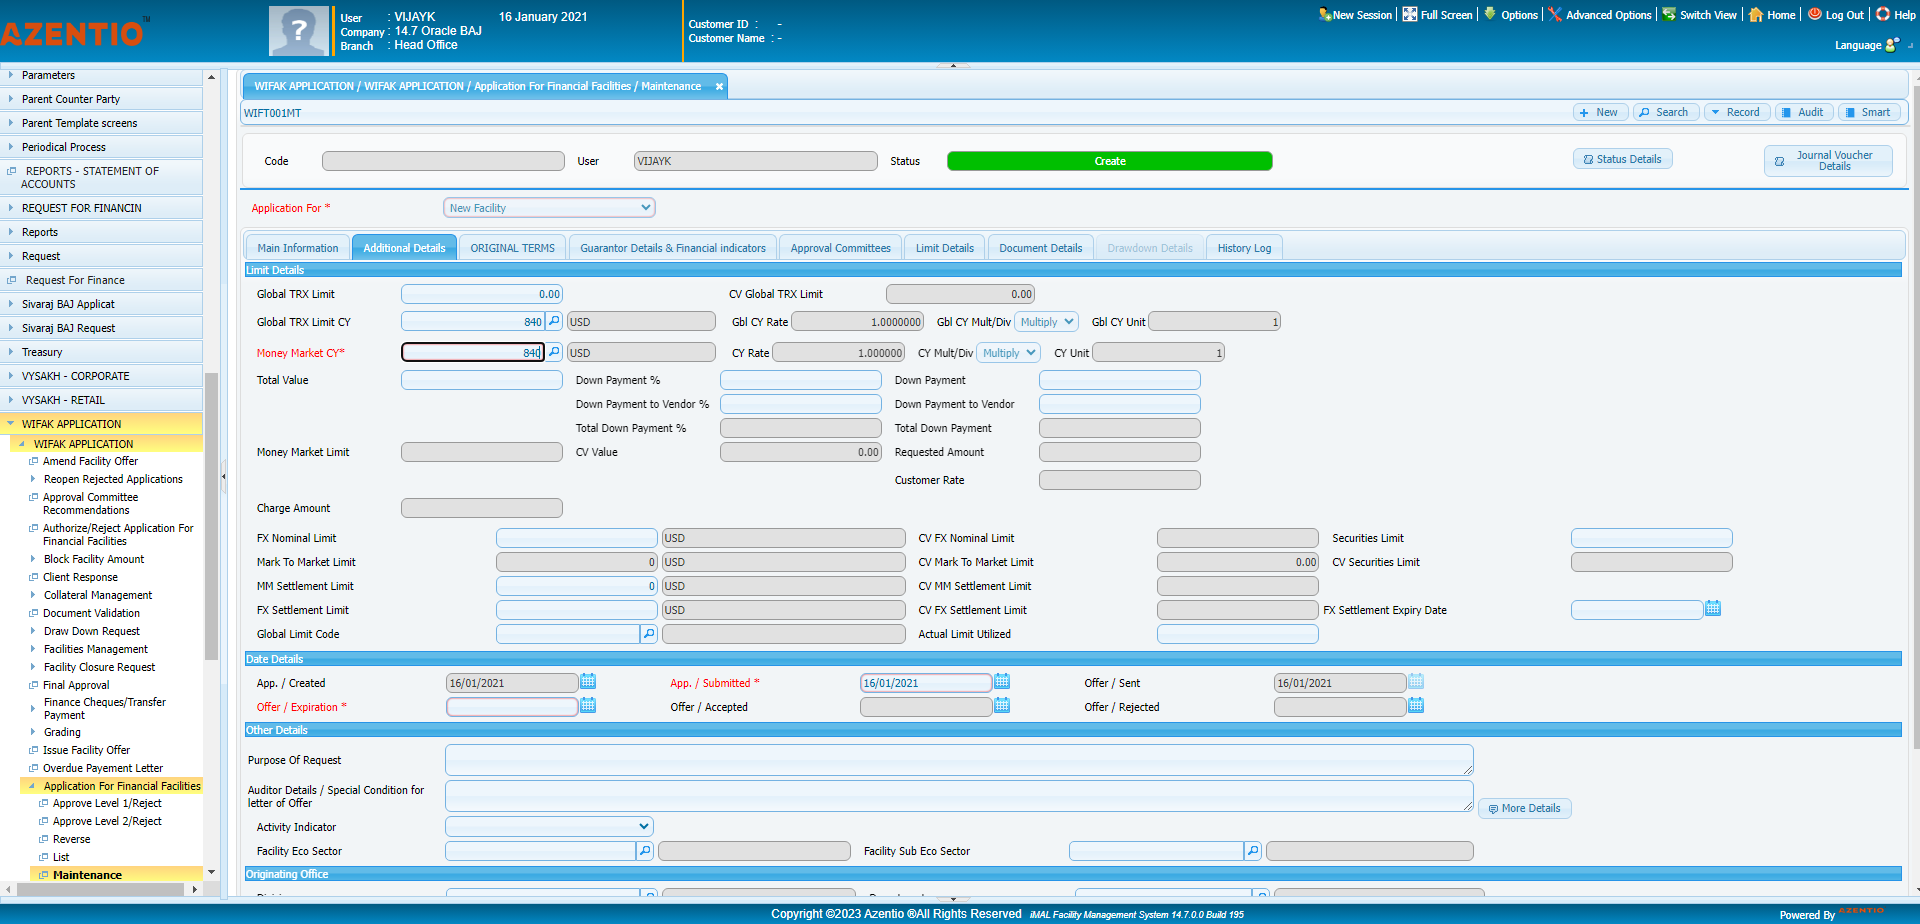 AZENTIO™
User : VIJAYK 16 January 2021
Company : 14.7 Oracle BAJ
Branch : Head Office
Customer ID : -
Customer Name : -
New Session Full Screen Options Advanced Options Switch View Home Log Out Help
Language
Parameters
Parent Counter Party
Parent Template screens
Periodical Process
REPORTS - STATEMENT OF
ACCOUNTS
REQUEST FOR FINANCIN
Reports
Request
Request For Finance
Sivaraj BAJ Applicat
Sivaraj BAJ Request
Treasury
VYSAKH - CORPORATE
VYSAKH - RETAIL
WIFAK APPLICATION
WIFAK APPLICATION
Amend Facility Offer
Reopen Rejected Applications
Approval Committee
Recommendations
Authorize/Reject Application For
Financial Facilities
Block Facility Amount
Client Response
Collateral Management
Document Validation
Draw Down Request
Facilities Management
Facility Closure Request
Final Approval
Finance Cheques/Transfer
Payment
Grading
Issue Facility Offer
Overdue Payement Letter
Application For Financial Facilities
Approve Level 1/Reject
Approve Level 2/Reject
Reverse
List
Maintenance
WIFAK APPLICATION / WIFAK APPLICATION / Application For Financial Facilities / Maintenance
WIFT001MT New Search Record Audit Smart
Code User VIJAYK Status Create Status Details Journal Voucher
Details
Application For * New Facility
Main Information Additional Details ORIGINAL TERMS Guarantor Details & Financial indicators Approval Committees Limit Details Document Details Drawdown Details History Log
Limit Details
Global TRX Limit 0.00 CV Global TRX Limit 0.00
Global TRX Limit CY 840 USD Gbl CY Rate 1.0000000 Gbl CY Mult/Div Multiply Gbl CY Unit 1
Money Market CY* 840 USD CY Rate 1.000000 CY Mult/Div Multiply CY Unit 1
Total Value Down Payment % Down Payment
Down Payment to Vendor % Down Payment to Vendor
Total Down Payment % Total Down Payment
Money Market Limit CV Value 0.00 Requested Amount
Customer Rate
Charge Amount
FX Nominal Limit USD CV FX Nominal Limit Securities Limit
Mark To Market Limit 0 USD CV Mark To Market Limit 0.00 CV Securities Limit
MM Settlement Limit 0 USD CV MM Settlement Limit
FX Settlement Limit USD CV FX Settlement Limit FX Settlement Expiry Date
Global Limit Code Actual Limit Utilized
Date Details
App. / Created 16/01/2021 App. / Submitted * 16/01/2021 Offer / Sent 16/01/2021
Offer / Expiration * Offer / Accepted Offer / Rejected
Other Details
Purpose Of Request
Auditor Details / Special Condition for
letter of Offer
More Details
Activity Indicator
Facility Eco Sector Facility Sub Eco Sector
Originating Office
Copyright ©2023 Azentio ®All Rights Reserved iMAL Facility Management System 14.7.0.0 Build 195
Powered By AZENTIO